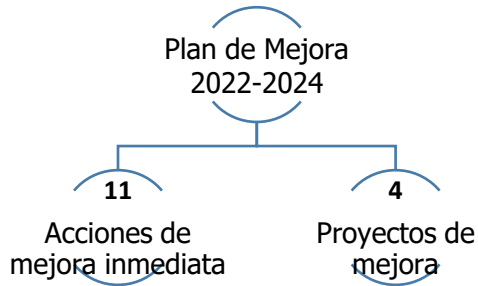 Plan de Mejora
2022-2024
11
Acciones de
mejora inmediata
4
Proyectos de
mejora